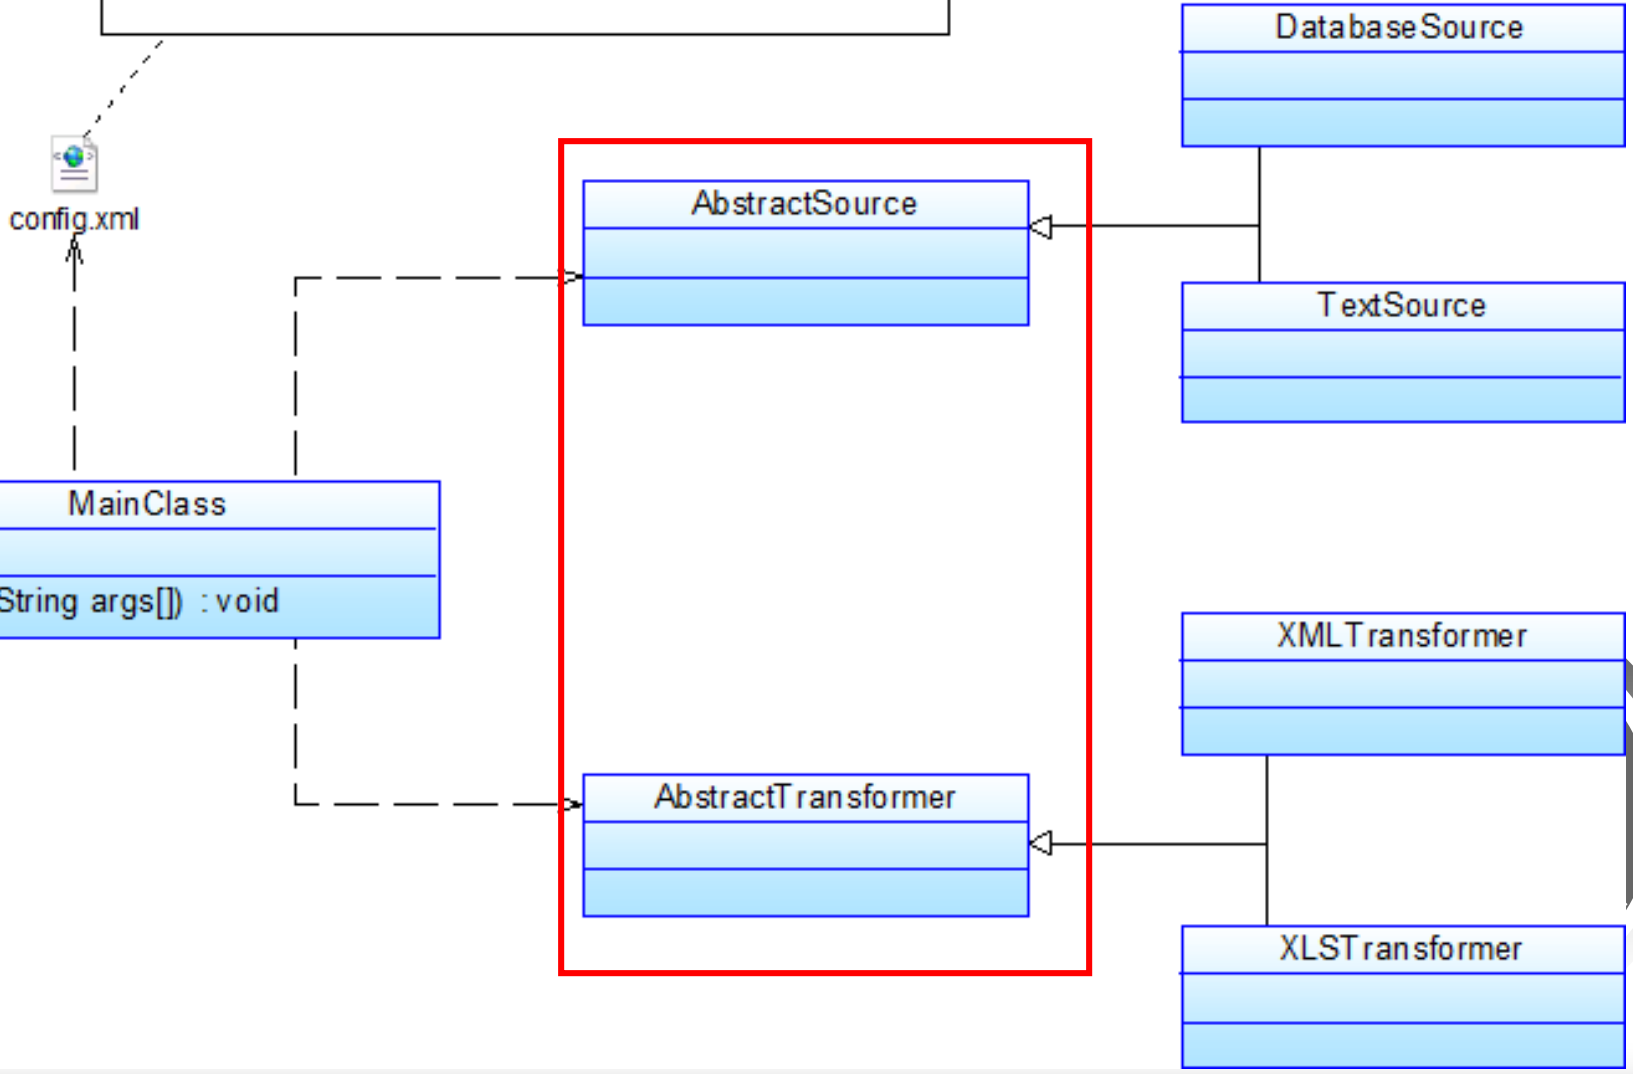 DatabaseSource
config.xml
AbstractSource
TextSource
MainClass
String args[]) : void
XMLTransformer
AbstractTransformer
XLSTransformer